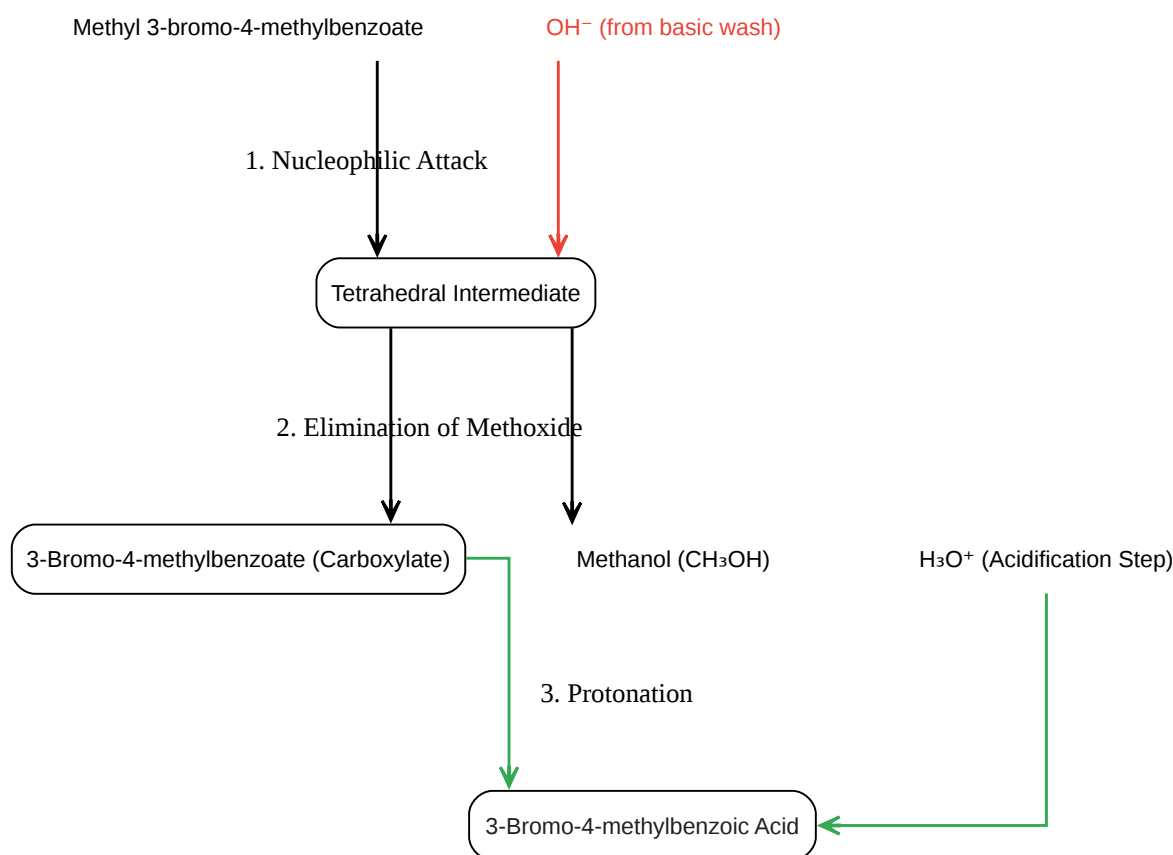 Methyl 3-bromo-4-methylbenzoate
OH⁻ (from basic wash)
1. Nucleophilic Attack
Tetrahedral Intermediate
2. Elimination of Methoxide
3-Bromo-4-methylbenzoate (Carboxylate)
Methanol (CH₃OH)
H₃O⁺ (Acidification Step)
3. Protonation
3-Bromo-4-methylbenzoic Acid